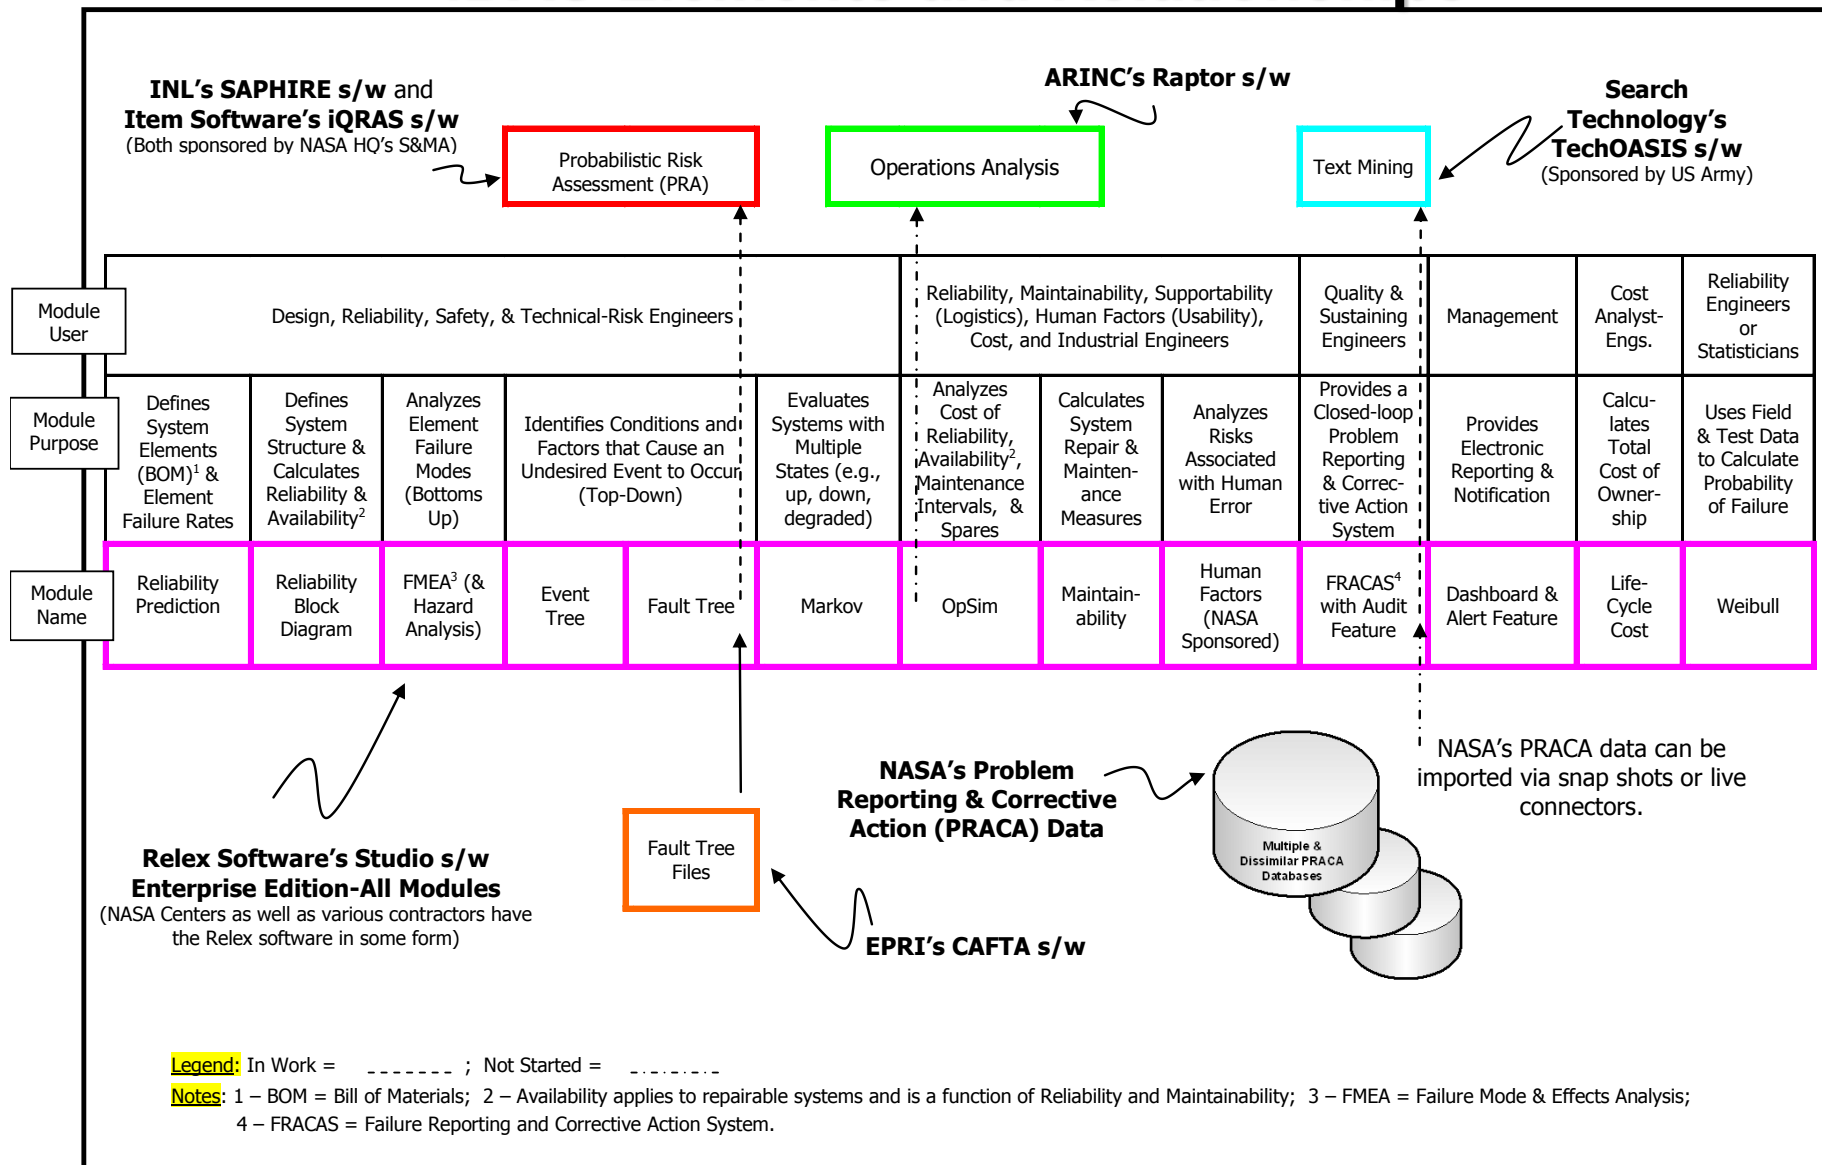 INL's SAPHIRE s/w and
Item Software's iQRAS s/w
(Both sponsored by NASA HQ's S&MA)
ARINC's Raptor s/w
Search
Technology's
TechOASIS s/w
(Sponsored by US Army)
Probabilistic Risk
Assessment (PRA)
Operations Analysis
Text Mining
Module
User
Design, Reliability, Safety, & Technical-Risk Engineers
Reliability, Maintainability, Supportability
(Logistics), Human Factors (Usability),
Cost, and Industrial Engineers
Quality &
Sustaining
Engineers
Management
Cost
Analyst-
Engs.
Reliability
Engineers
or
Statisticians
Module
Purpose
Defines
System
Elements
(BOM)1 &
Element
Failure Rates
Defines
System
Structure &
Calculates
Reliability &
Availability2
Analyzes
Element
Failure
Modes
(Bottoms
Up)
Identifies Conditions and
Factors that Cause an
Undesired Event to Occur
(Top-Down)
Evaluates
Systems with
Multiple
States (e.g.,
up, down,
degraded)
Analyzes
Cost of
Reliability,
Availability2,
Maintenance
Intervals, &
Spares
Calculates
System
Repair &
Mainten-
ance
Measures
Analyzes
Risks
Associated
with Human
Error
Provides a
Closed-loop
Problem
Reporting
& Correc-
tive Action
System
Provides
Electronic
Reporting &
Notification
Calcu-
lates
Total
Cost of
Owner-
ship
Uses Field
& Test Data
to Calculate
Probability
of Failure
Module
Name
Reliability
Prediction
Reliability
Block
Diagram
FMEA3 (&
Hazard
Analysis)
Event
Tree
Fault Tree
Markov
OpSim
Maintain-
ability
Human
Factors
(NASA
Sponsored)
FRACAS4
with Audit
Feature
Dashboard &
Alert Feature
Life-
Cycle
Cost
Weibull
Relex Software's Studio s/w
Enterprise Edition-All Modules
(NASA Centers as well as various contractors have
the Relex software in some form)
Fault Tree
Files
EPRI's CAFTA s/w
NASA's Problem
Reporting & Corrective
Action (PRACA) Data
Multiple &
Dissimilar PRACA
Databases
NASA's PRACA data can be
imported via snap shots or live
connectors.
Legend: In Work = _ _ _ _ _ _ _ ; Not Started = _._._._._
Notes: 1 – BOM = Bill of Materials; 2 – Availability applies to repairable systems and is a function of Reliability and Maintainability; 3 – FMEA = Failure Mode & Effects Analysis;
4 – FRACAS = Failure Reporting and Corrective Action System.